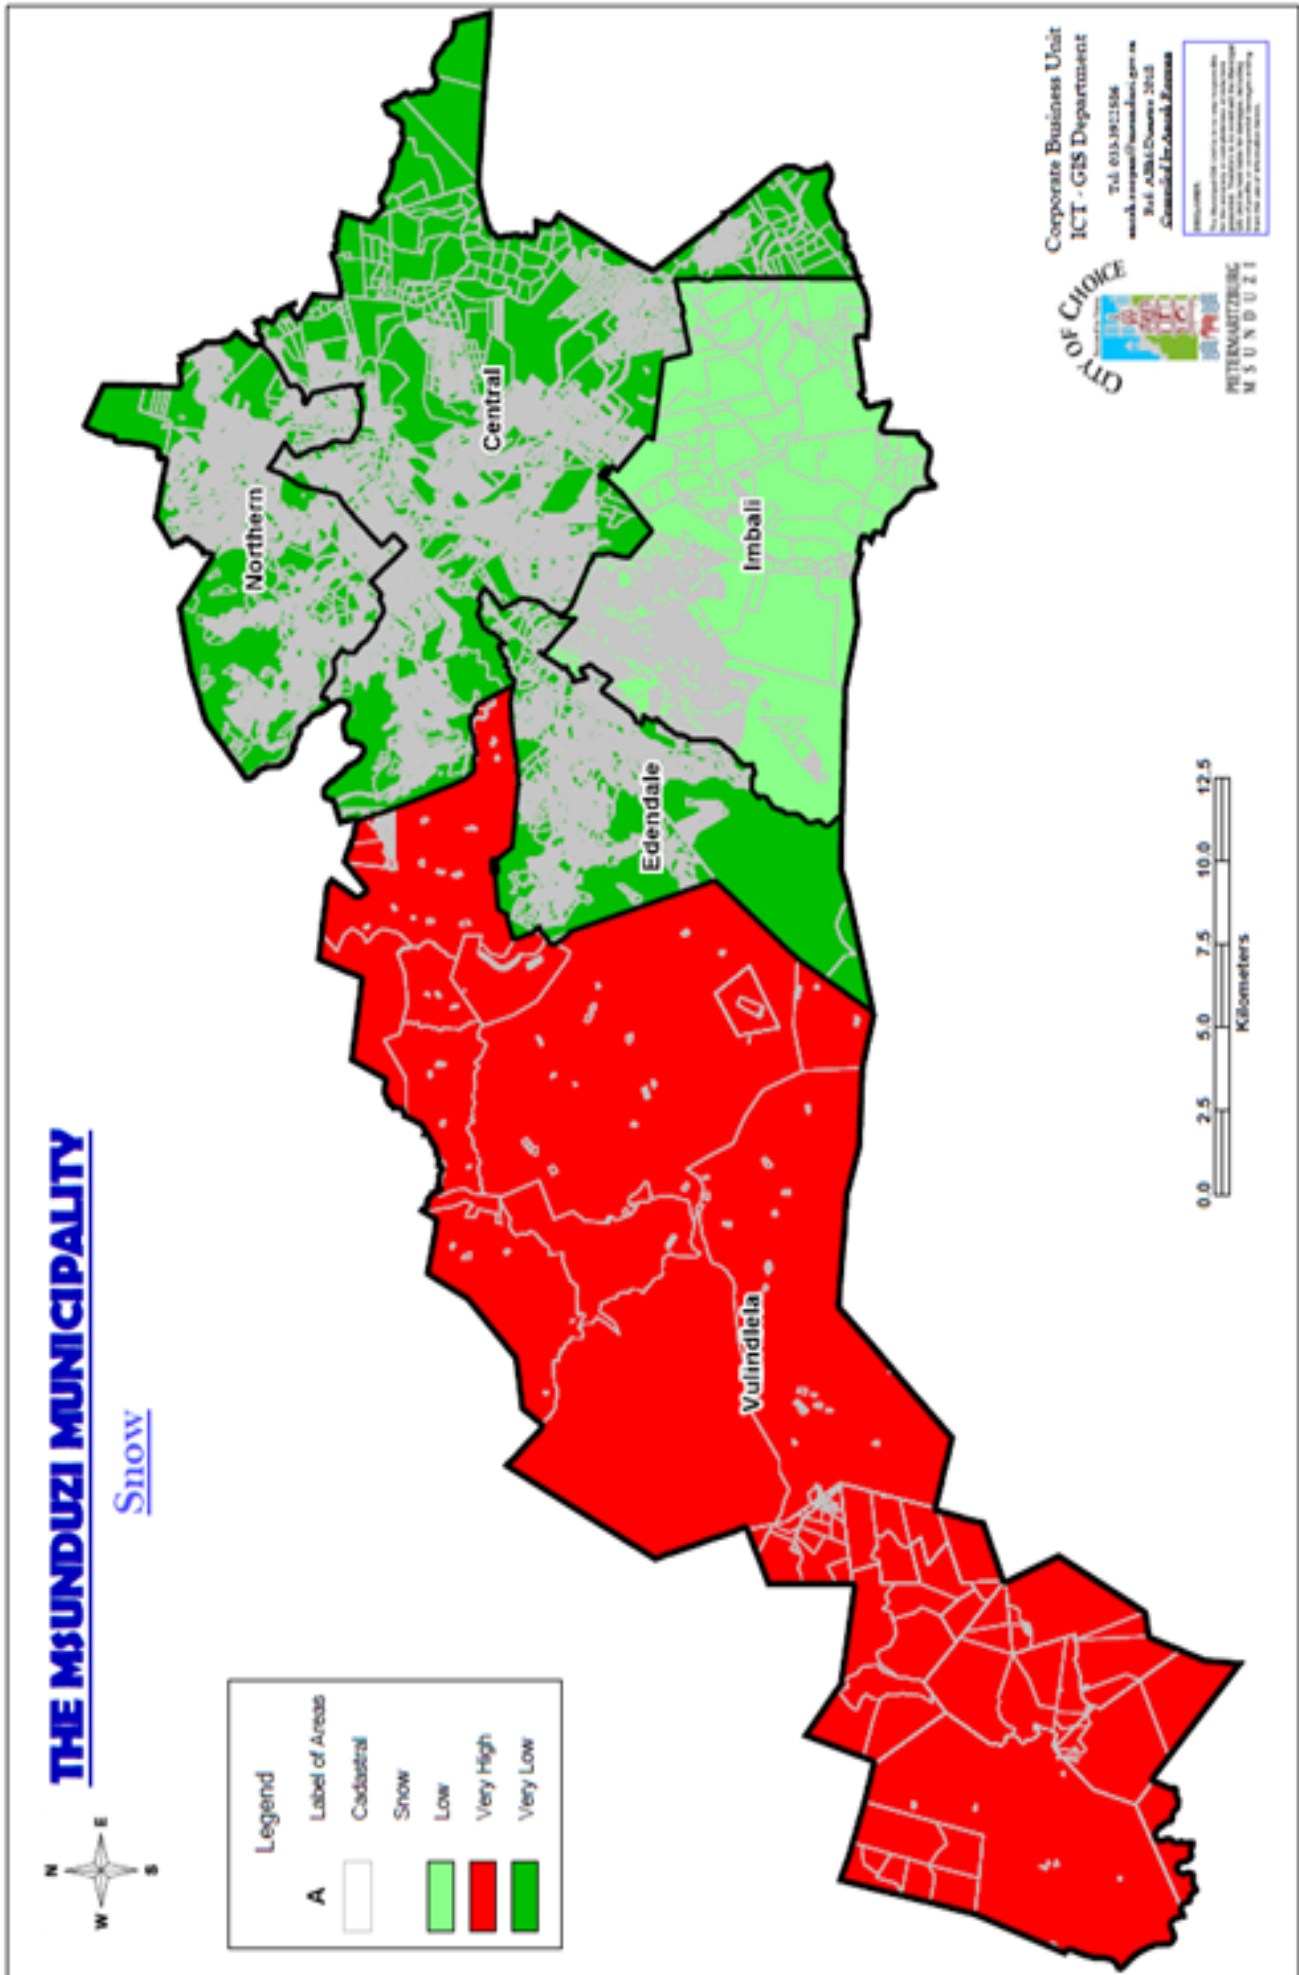 THE MSUNDUZI MUNICIPALITY
Snow
N
W E
S
Legend
A Label of Areas
Cadastral
Snow
Low
Very High
Very Low
Northern
Central
Edendale
Imbali
Vulindlela
0.0 2.5 5.0 7.5 10.0 12.5
Kilometers
CITY OF CHOICE
PIETERMARITZBURG
MSUNDUZI
Corporate Business Unit
ICT - GIS Department